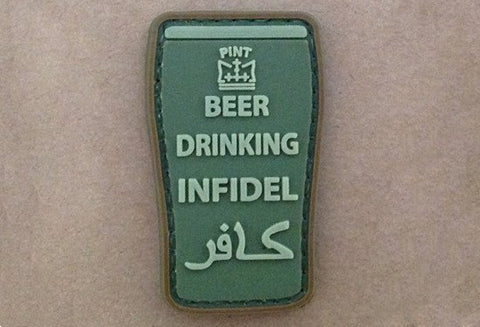 PINT
BEER
DRINKING
INFIDEL
كافر